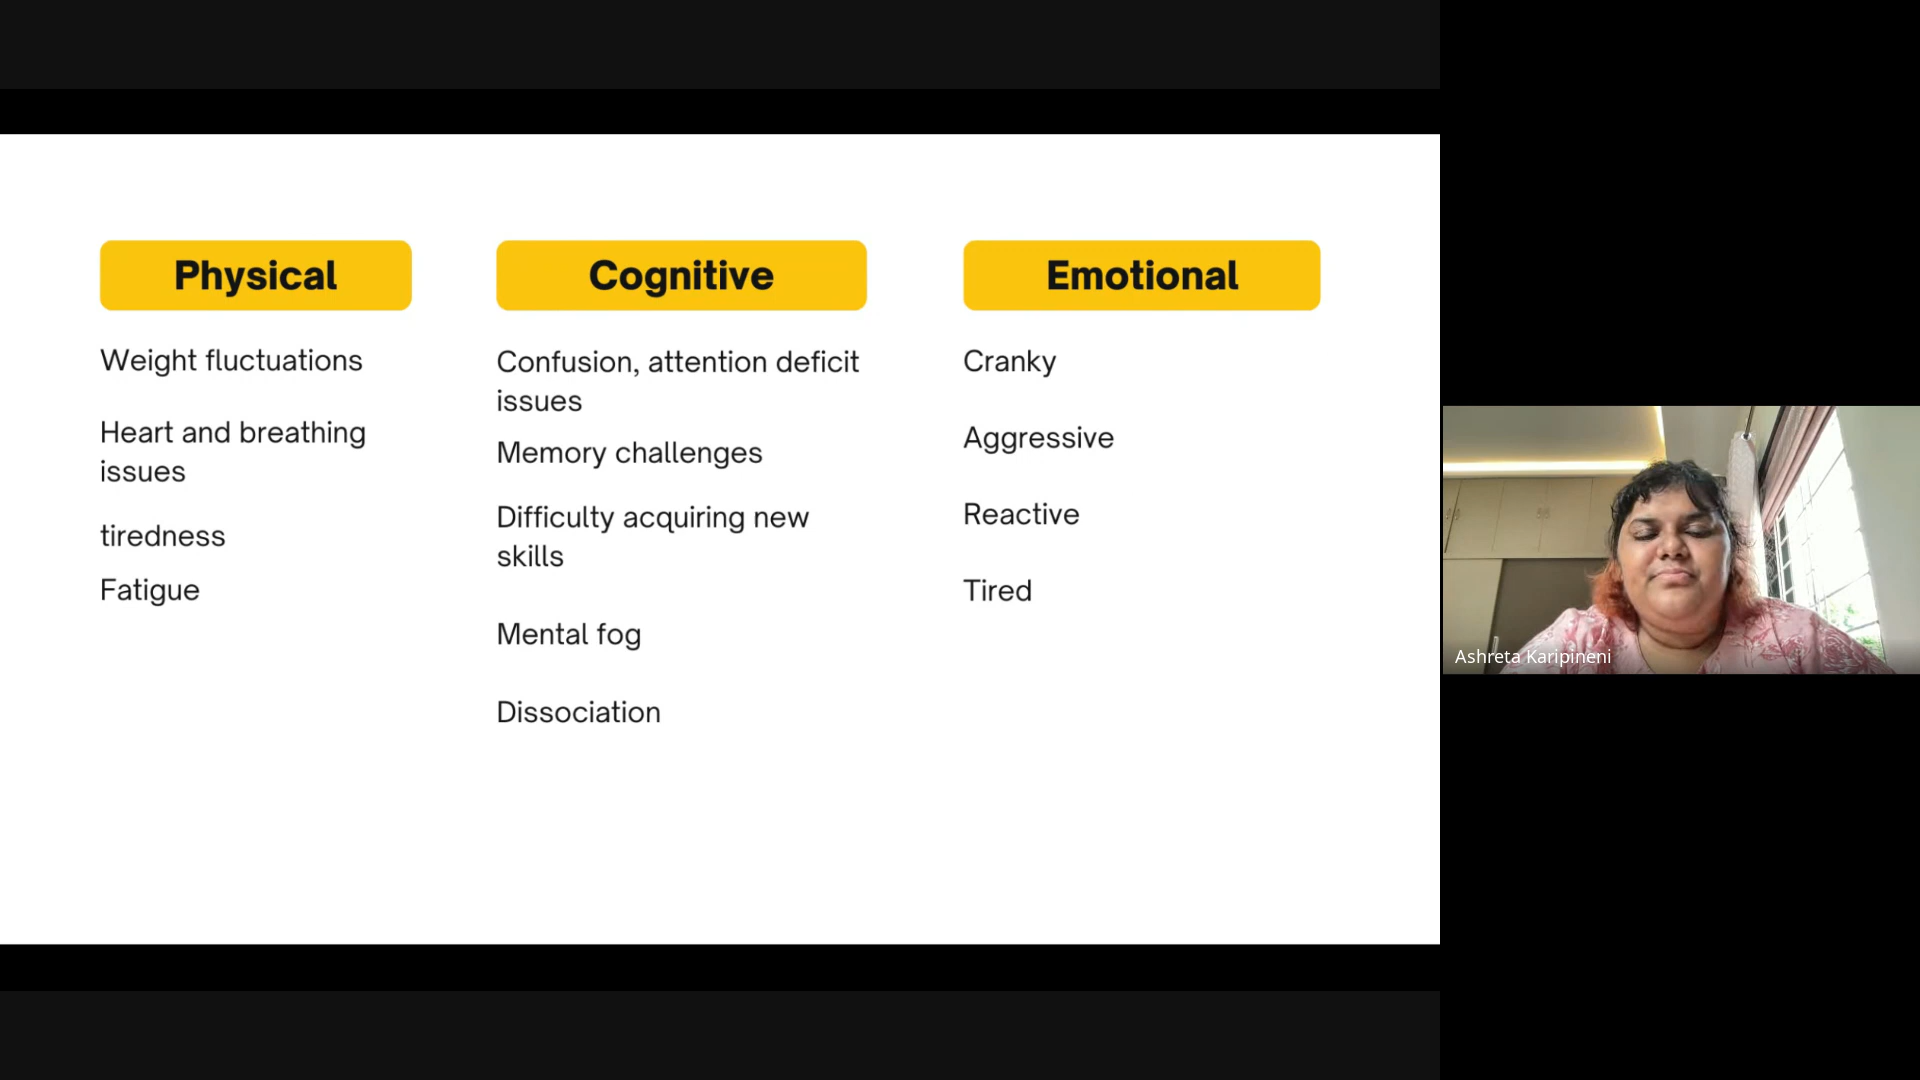 Physical
Weight fluctuations
Heart and breathing
issues
tiredness
Fatigue
Cognitive
Confusion, attention deficit
issues
Memory challenges
Difficulty acquiring new
skills
Mental fog
Dissociation
Emotional
Cranky
Aggressive
Reactive
Tired
Ashreta Karipineni